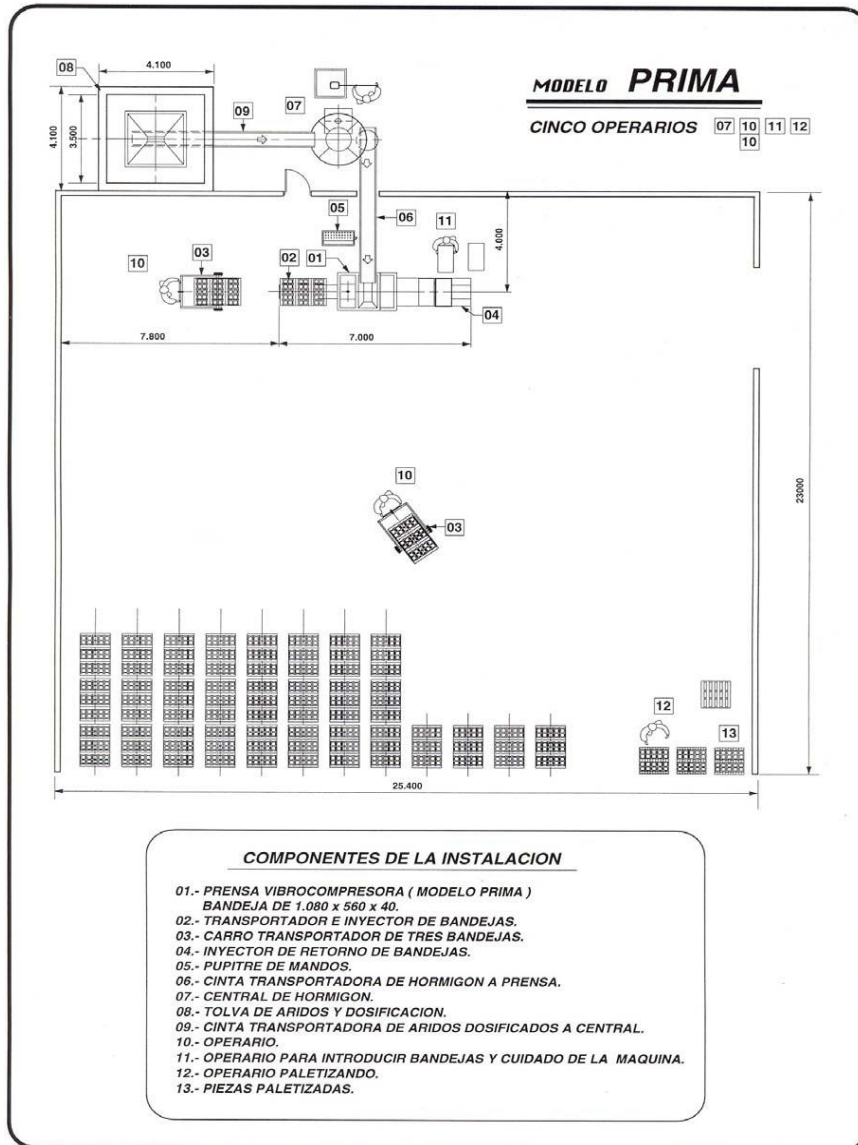 MODELO PRIMA
CINCO OPERARIOS 07 10 11 12
10
08
4.100
09
07
4.100
3.500
05
06
11
4.000
10
03
02
01
04
7.800
7.000
10
03
23000
12
13
25.400
COMPONENTES DE LA INSTALACION
01.- PRENSA VIBROCOMPRESORA ( MODELO PRIMA )
BANDEJA DE 1.080 x 560 x 40.
02.- TRANSPORTADOR E INYECTOR DE BANDEJAS.
03.- CARRO TRANSPORTADOR DE TRES BANDEJAS.
04.- INYECTOR DE RETORNO DE BANDEJAS.
05.- PUPITRE DE MANDOS.
06.- CINTA TRANSPORTADORA DE HORMIGON A PRENSA.
07.- CENTRAL DE HORMIGON.
08.- TOLVA DE ARIDOS Y DOSIFICACION.
09.- CINTA TRANSPORTADORA DE ARIDOS DOSIFICADOS A CENTRAL.
10.- OPERARIO.
11.- OPERARIO PARA INTRODUCIR BANDEJAS Y CUIDADO DE LA MAQUINA.
12.- OPERARIO PALETIZANDO.
13.- PIEZAS PALETIZADAS.